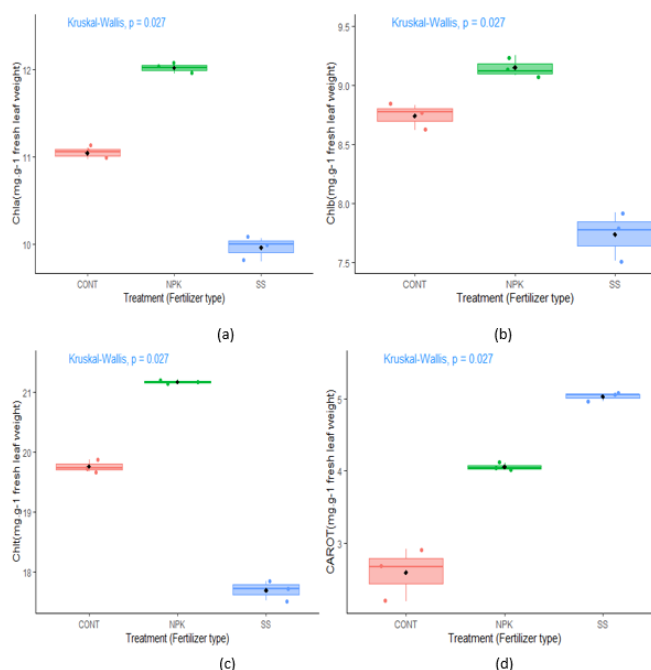 Kruskal-Wallis, p = 0.027
Chla(mg.g-1 fresh leaf weight)
12
11
10
CONT NPK SS
Treatment (Fertilizer type)
(a)
Kruskal-Wallis, p = 0.027
Chlb(mg.g-1 fresh leaf weight)
9.5
9.0
8.5
8.0
7.5
CONT NPK SS
Treatment (Fertilizer type)
(b)
Kruskal-Wallis, p = 0.027
Chlt(mg.g-1 fresh leaf weight)
21
20
19
18
CONT NPK SS
Treatment (Fertilizer type)
(c)
Kruskal-Wallis, p = 0.027
CAROT(mg.g-1 fresh leaf weight)
5
4
3
CONT NPK SS
Treatment (Fertilizer type)
(d)